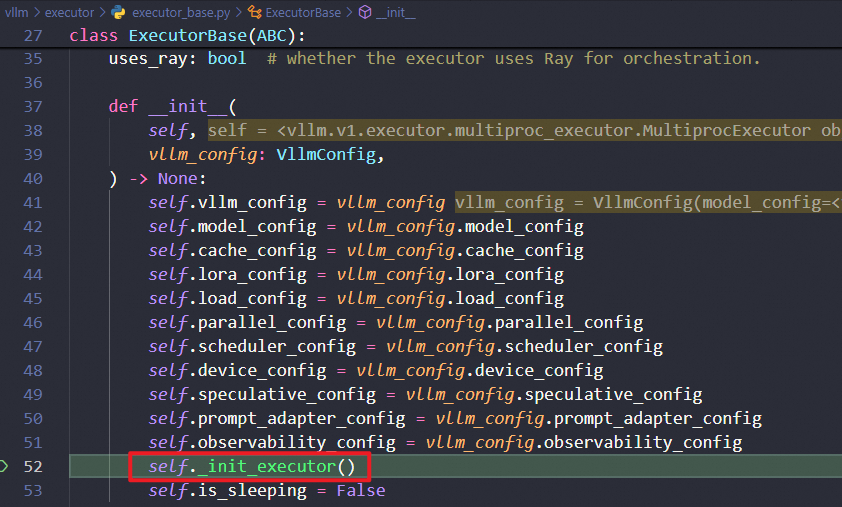 vllm > executor > executor_base.py > ExecutorBase > __init__
27 class ExecutorBase(ABC):
35 uses_ray: bool  # whether the executor uses Ray for orchestration.
36
37 def __init__(
38 self, self = <vllm.v1.executor.multiproc_executor.MultiprocExecutor ob
39 vllm_config: VllmConfig,
40 ) -> None:
41 self.vllm_config = vllm_config vllm_config = VllmConfig(model_config=<
42 self.model_config = vllm_config.model_config
43 self.cache_config = vllm_config.cache_config
44 self.lora_config = vllm_config.lora_config
45 self.load_config = vllm_config.load_config
46 self.parallel_config = vllm_config.parallel_config
47 self.scheduler_config = vllm_config.scheduler_config
48 self.device_config = vllm_config.device_config
49 self.speculative_config = vllm_config.speculative_config
50 self.prompt_adapter_config = vllm_config.prompt_adapter_config
51 self.observability_config = vllm_config.observability_config
52 self._init_executor()
53 self.is_sleeping = False